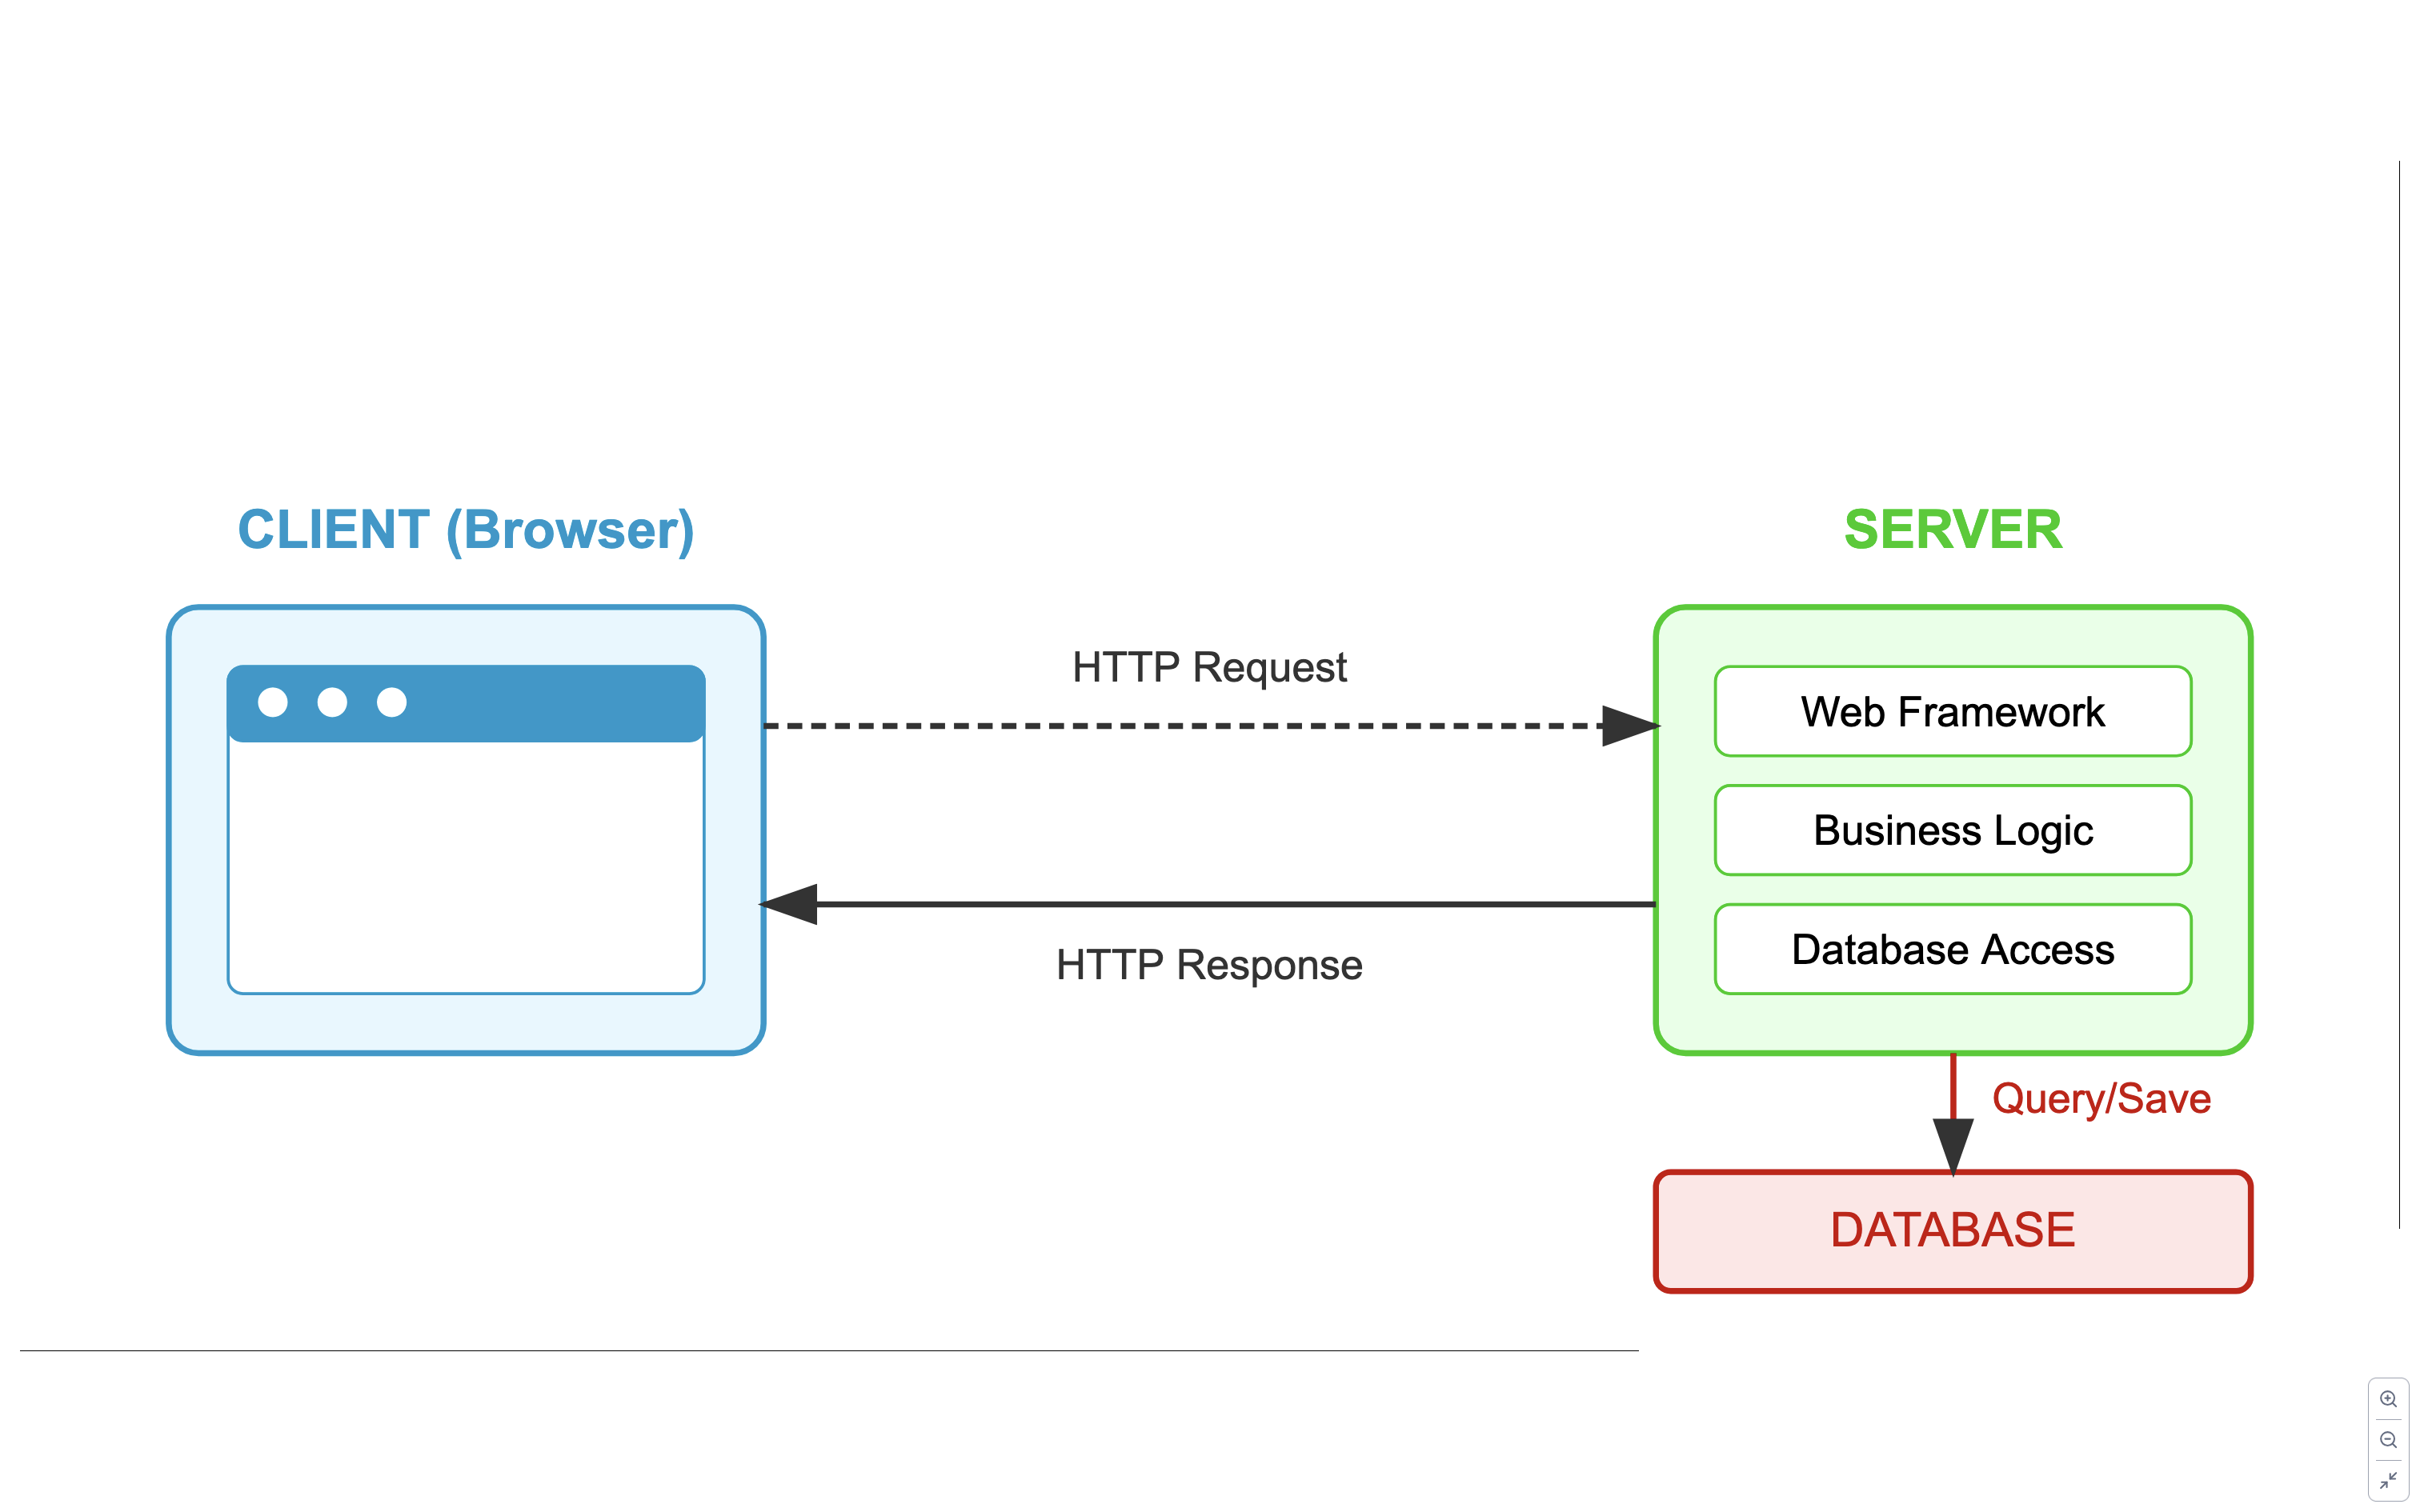 CLIENT (Browser)
SERVER
HTTP Request
Web Framework
Business Logic
Database Access
HTTP Response
Query/Save
DATABASE